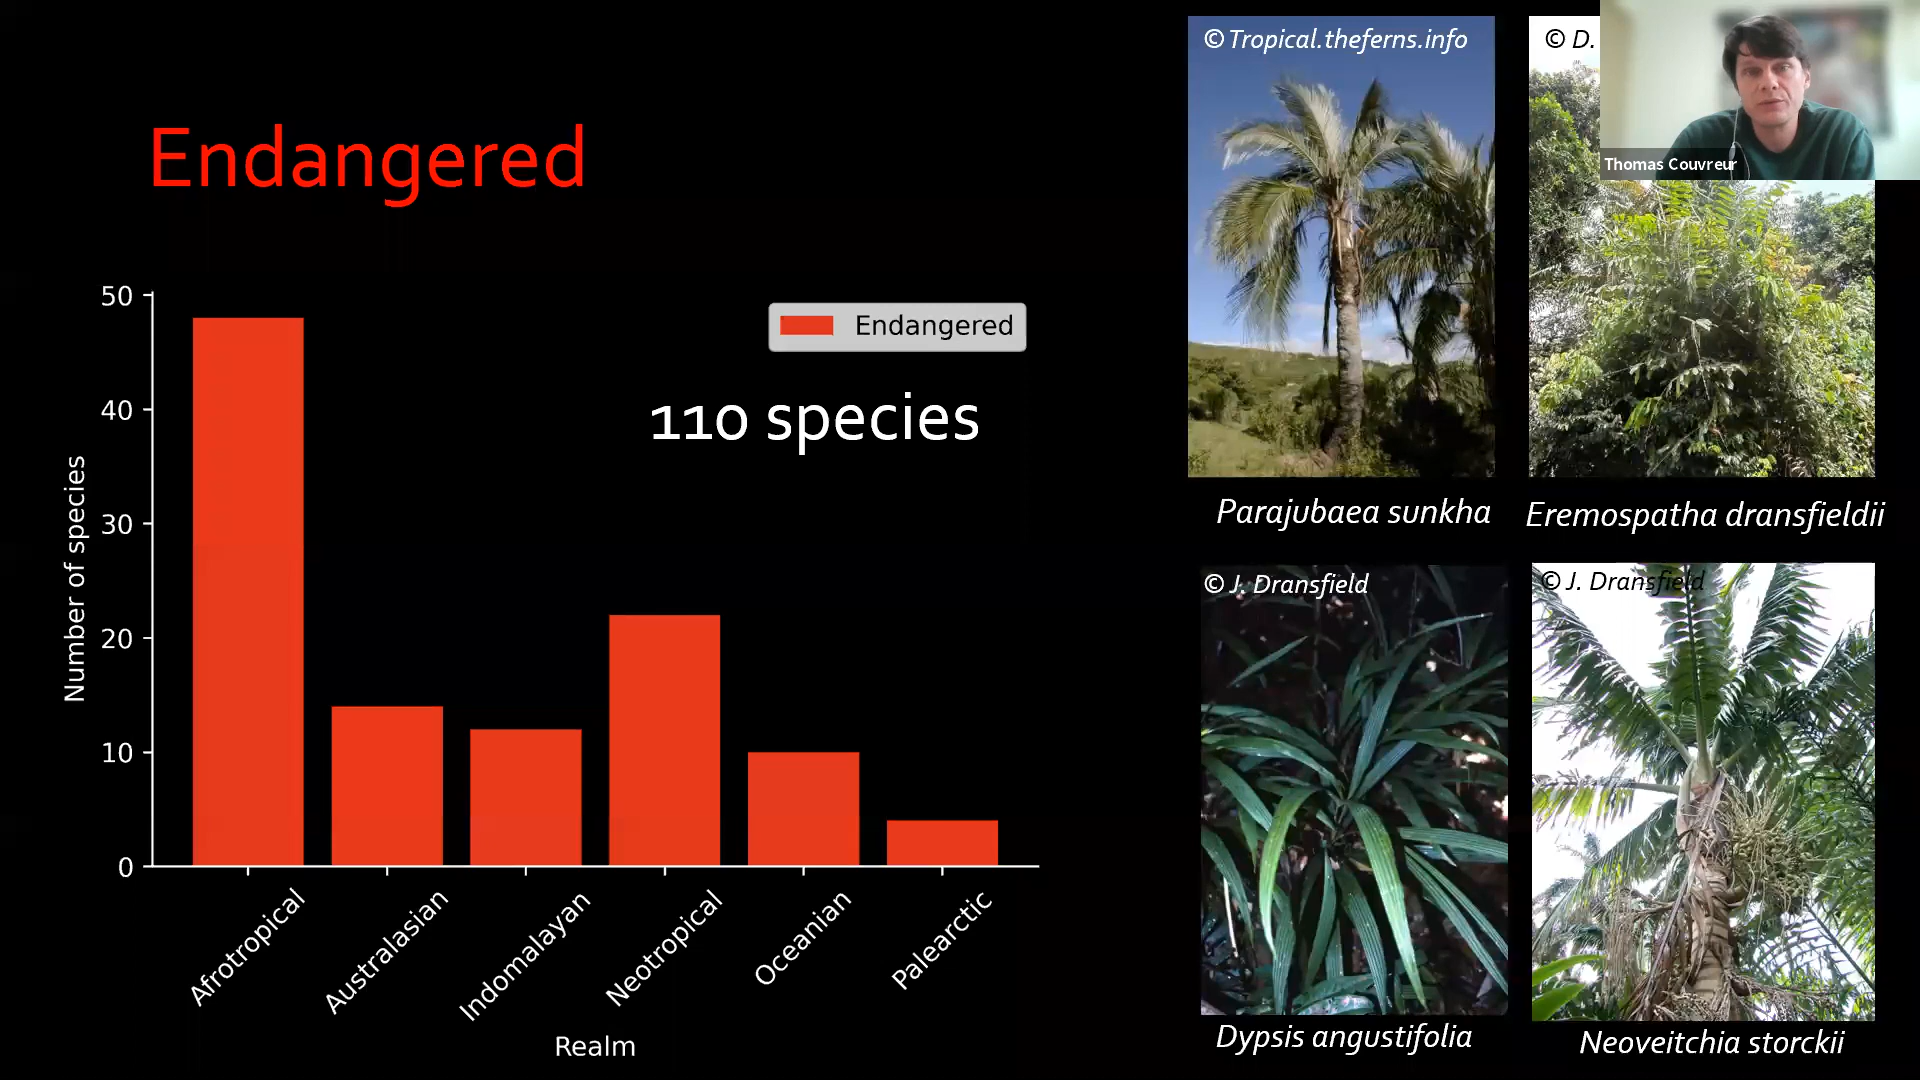 Endangered
50
40
30
20
10
0
Number of species
Endangered
110 species
Afrotropical
Australasian
Indomalayan
Neotropical
Oceanian
Palearctic
Realm
© Tropical.theferns.info
© D.
Thomas Couvreur
Parajubaea sunkha
Eremospatha dransfieldii
© J. Dransfield
© J. Dransfield
Dypsis angustifolia
Neoveitchia storckii